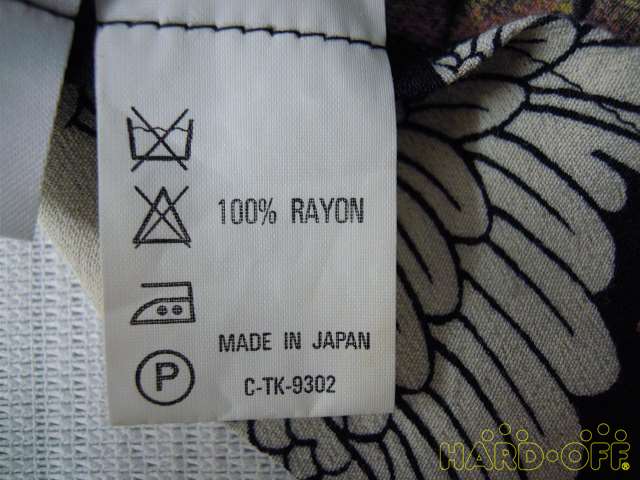 100% RAYON
MADE IN JAPAN
P
C-TK-9302
HARD-OFF